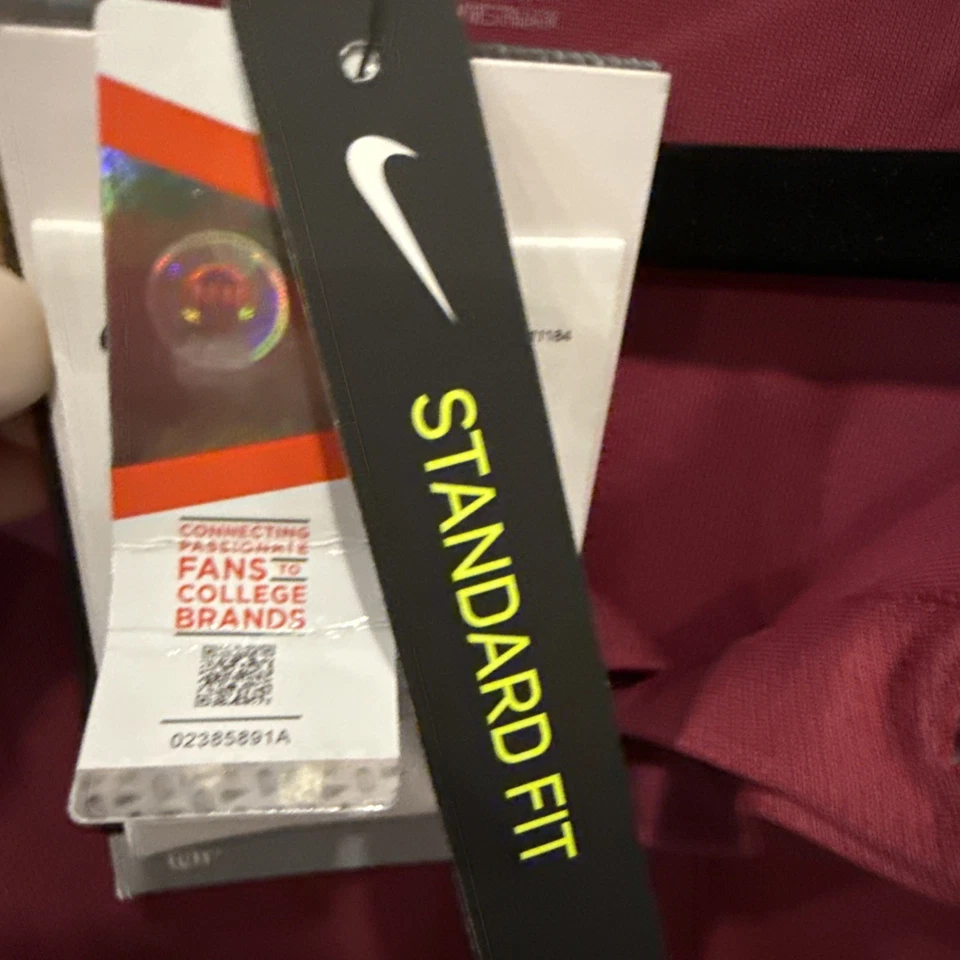 STANDARD FIT
CONNECTING
PASSIONATE
FANS TO
COLLEGE
BRANDS
02385891A